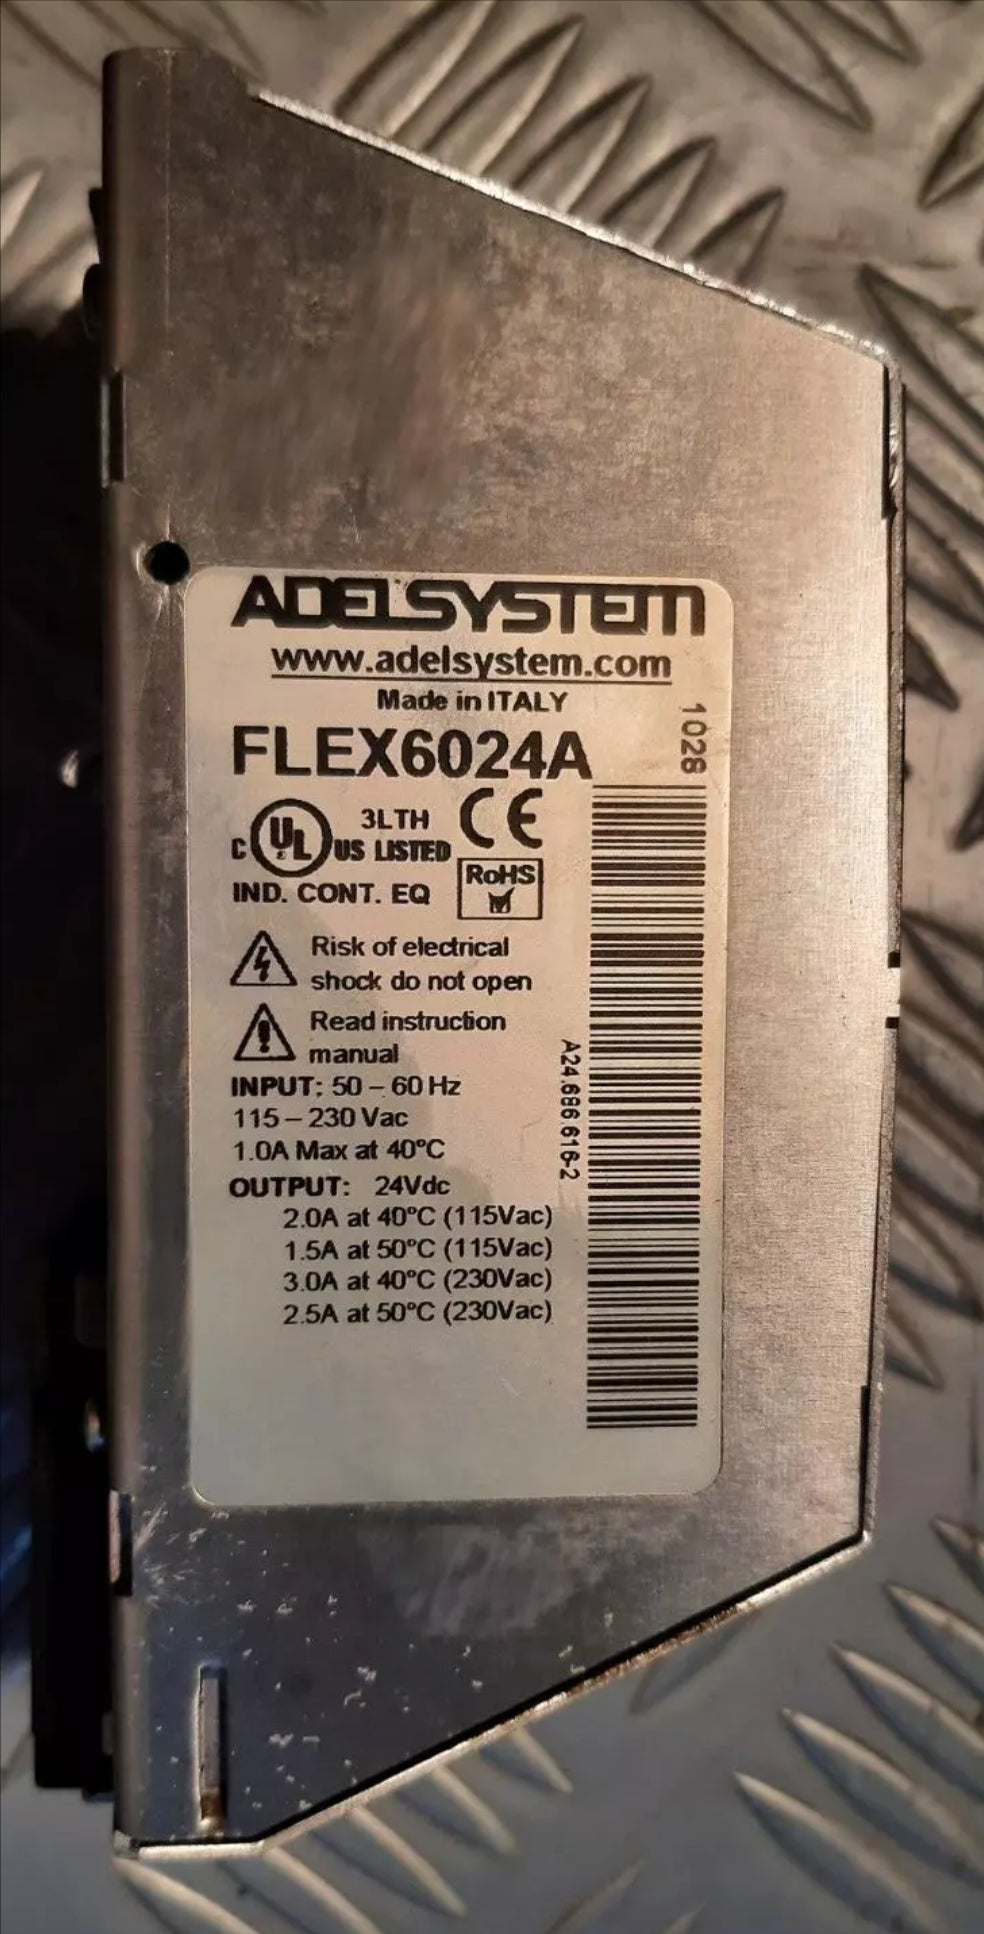 ADELSYSTEM
www.adelsystem.com
Made in ITALY
FLEX6024A
1028
C UL US LISTED 3LTH
CE
IND. CONT. EQ
RoHS
Risk of electrical
shock do not open
Read instruction
manual
INPUT: 50 – 60 Hz
115 – 230 Vac
1.0A Max at 40°C
OUTPUT: 24Vdc
2.0A at 40°C (115Vac)
1.5A at 50°C (115Vac)
3.0A at 40°C (230Vac)
2.5A at 50°C (230Vac)
A24.686.616-2